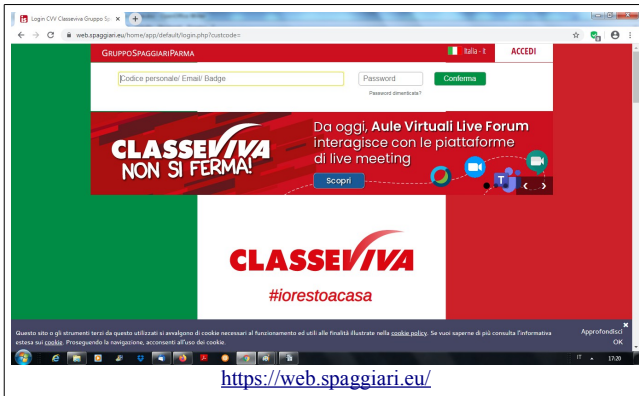 Login CVV Classeviva Gruppo Sp
web.spaggiari.eu/home/app/default/login.php?custcode=
GRUPPOSPAGGIARIPARMA
Italia - it
ACCEDI
Codice personale/ Email/ Badge
Password
Conferma
Password dimenticata?
CLASSEVIVA
NON SI FERMA!
Da oggi, Aule Virtuali Live Forum
interagisce con le piattaforme
di live meeting
Scopri
CLASSEVIVA
#iorestoacasa
Questo sito o gli strumenti terzi da questo utilizzati si avvalgono di cookie necessari al funzionamento ed utili alle finalità illustrate nella cookie policy. Se vuoi saperne di più consulta l'informativa
estesa sui cookie. Proseguendo la navigazione, acconsenti all'uso dei cookie.
Approfondisci
OK
IT
17:20
https://web.spaggiari.eu/